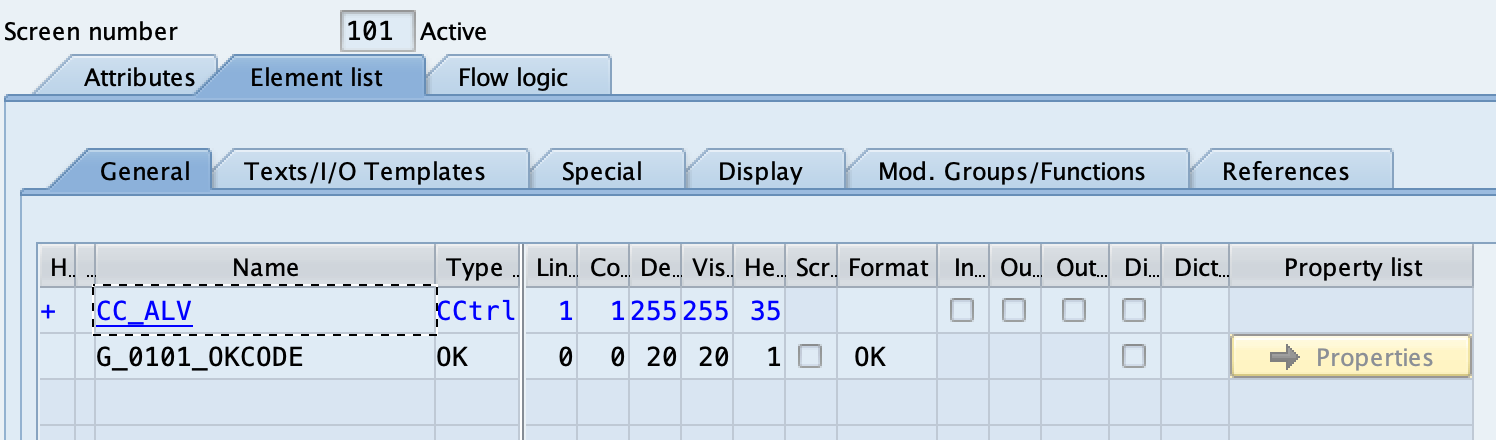 Screen number 101 Active
Attributes Element list Flow logic
General Texts/I/O Templates Special Display Mod. Groups/Functions References
H.. .. Name Type .. Lin.. Co.. De.. Vis.. He.. Scr.. Format In... Ou... Out... Di... Dict... Property list
+ CC_ALV CCtrl 1 1 255 255 35
G_0101_OKCODE OK 0 0 20 20 1 OK Properties